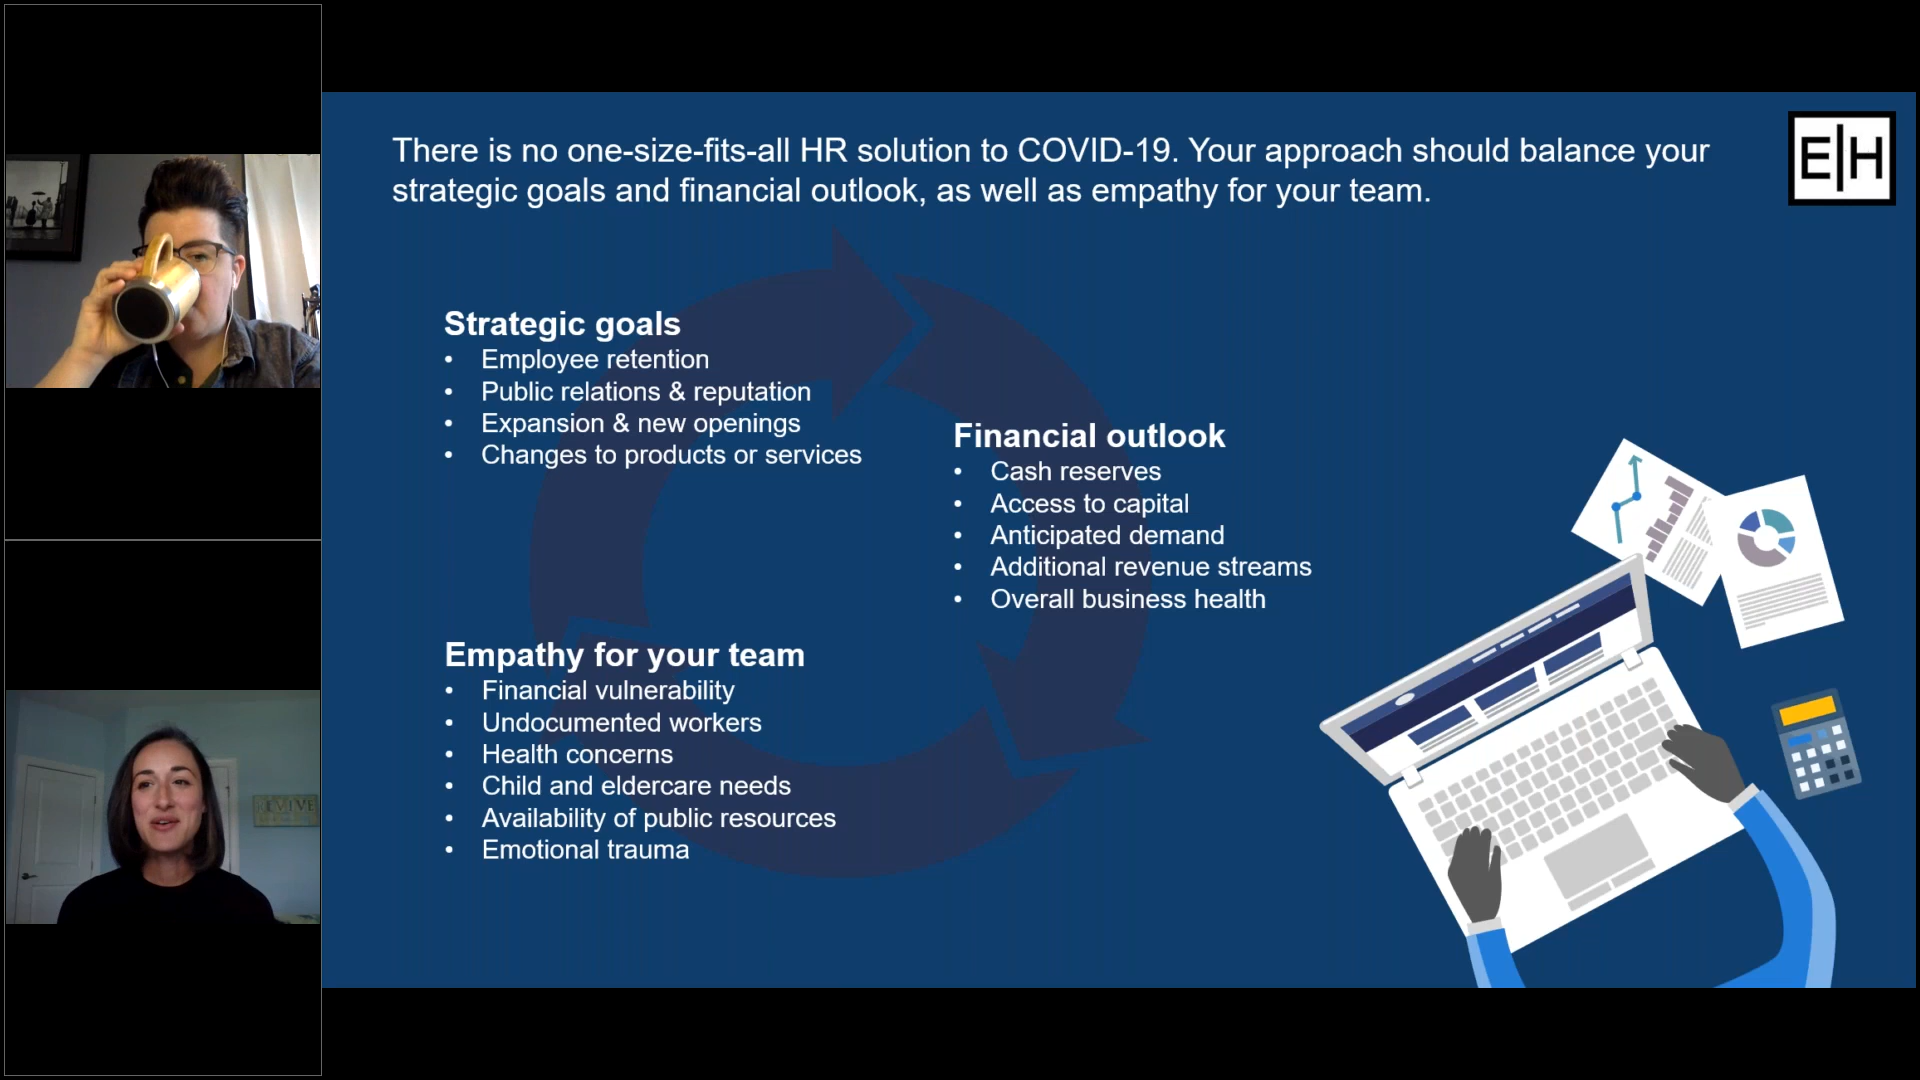 There is no one-size-fits-all HR solution to COVID-19. Your approach should balance your
strategic goals and financial outlook, as well as empathy for your team.
E|H
Strategic goals
• Employee retention
• Public relations & reputation
• Expansion & new openings
• Changes to products or services
Financial outlook
• Cash reserves
• Access to capital
• Anticipated demand
• Additional revenue streams
• Overall business health
Empathy for your team
• Financial vulnerability
• Undocumented workers
• Health concerns
• Child and eldercare needs
• Availability of public resources
• Emotional trauma